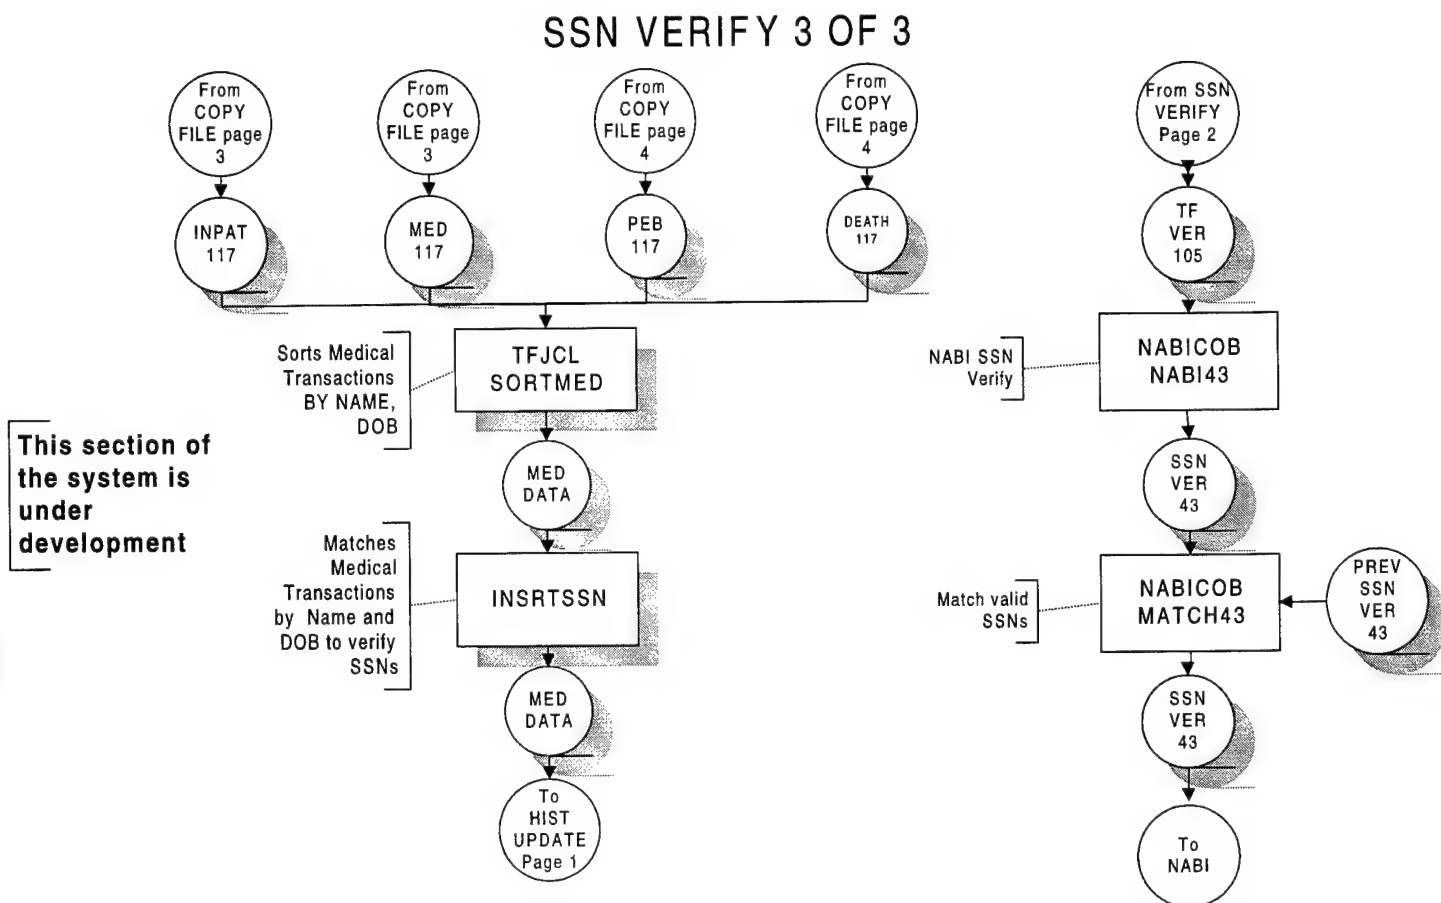 SSN VERIFY 3 OF 3
From
COPY
FILE page
3
From
COPY
FILE page
3
From
COPY
FILE page
4
From
COPY
FILE page
4
From SSN
VERIFY
Page 2
INPAT
117
MED
117
PEB
117
DEATH
117
TF
VER
105
Sorts Medical
Transactions
BY NAME,
DOB
TFJCL
SORTMED
NABI SSN
Verify
NABICOB
NABI43
This section of
the system is
under
development
MED
DATA
SSN
VER
43
Matches
Medical
Transactions
by Name and
DOB to verify
SSNs
INSRTSSN
Match valid
SSNs
NABICOB
MATCH43
PREV
SSN
VER
43
MED
DATA
SSN
VER
43
To
HIST
UPDATE
Page 1
To
NABI